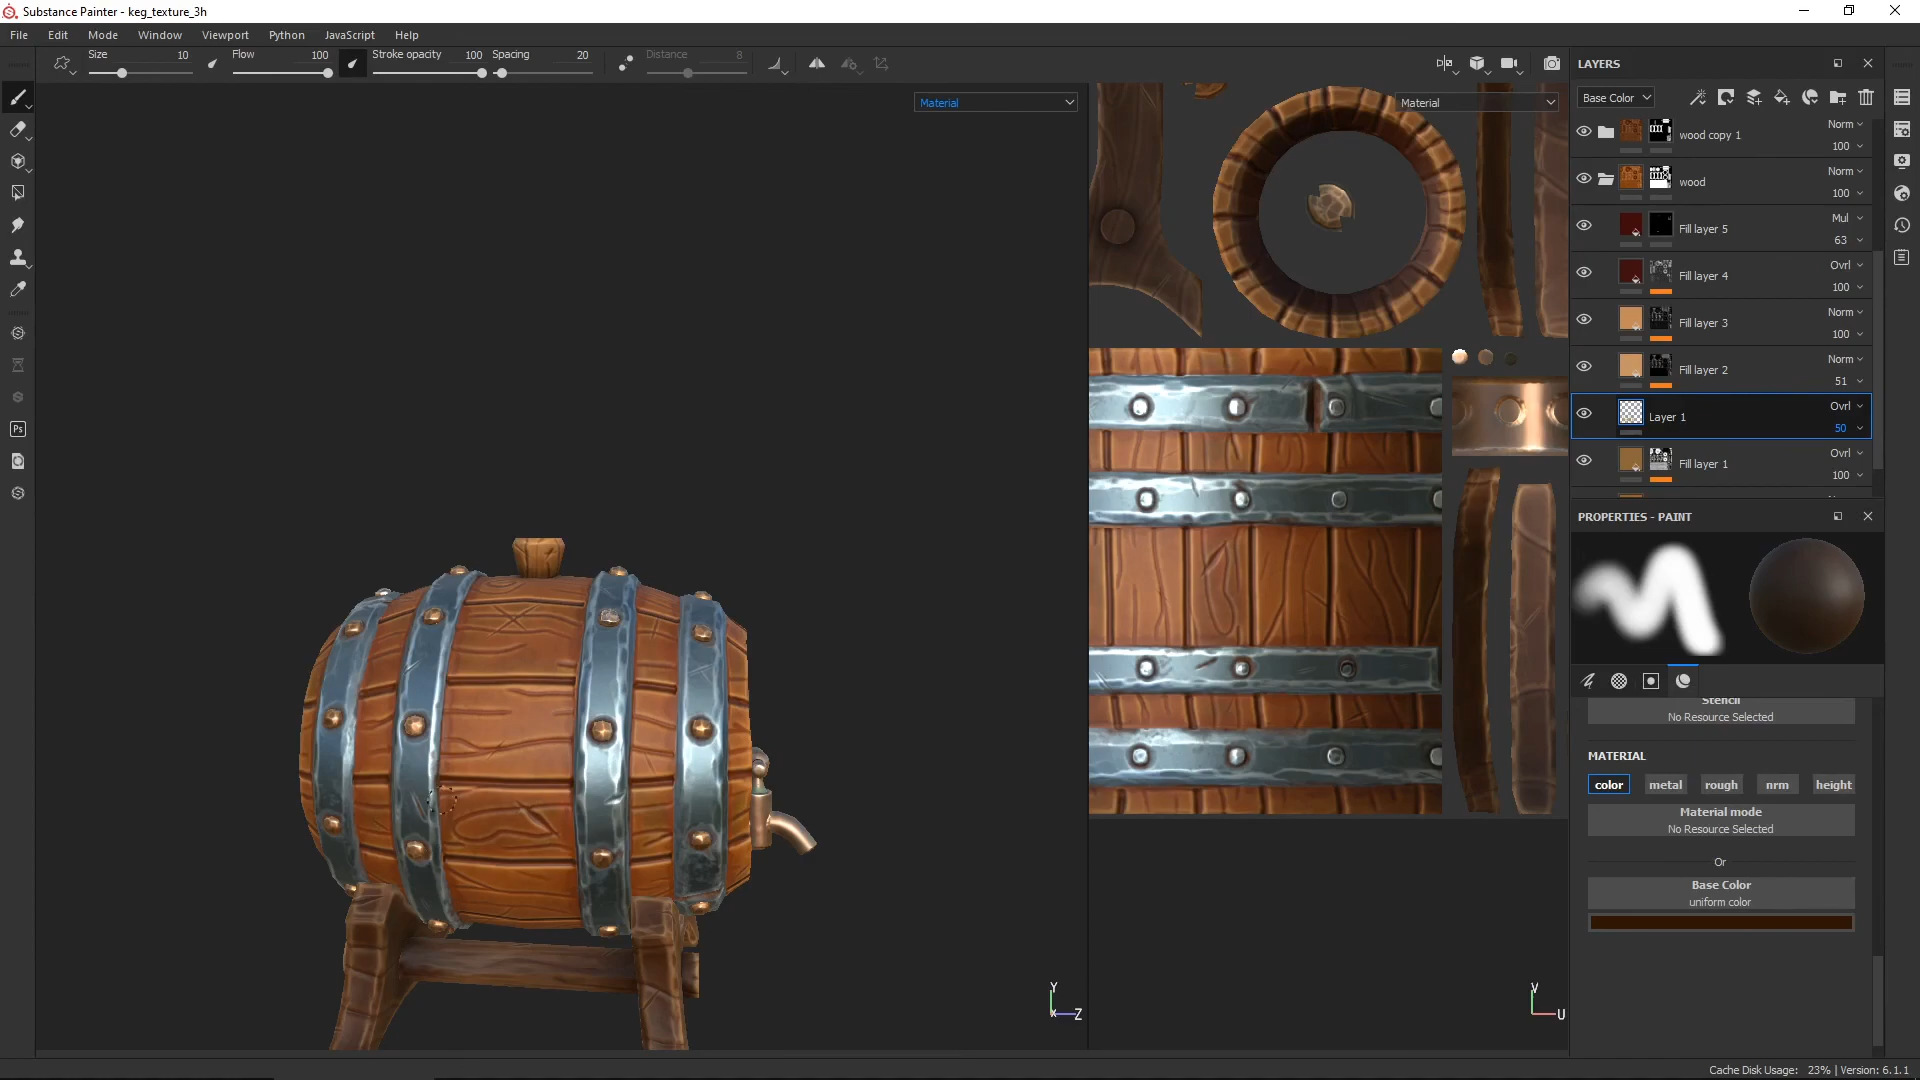 Substance Painter - keg_texture_3h
File Edit Mode Window Viewport Python JavaScript Help
Size 10 Flow 100 Stroke opacity 100 Spacing 20 Distance 8
Material
Material
LAYERS
Base Color
wood copy 1 Norm 100
wood Norm 100
Fill layer 5 Mul 63
Fill layer 4 Ovrl 100
Fill layer 3 Norm 100
Fill layer 2 Norm 51
Layer 1 Ovrl 50
Fill layer 1 Ovrl 100
Ps
PROPERTIES - PAINT
Stencil
No Resource Selected
MATERIAL
color metal rough nrm height
Material mode
No Resource Selected
Or
Base Color
uniform color
Y
X Z
V
U
Cache Disk Usage: 23% | Version: 6.1.1